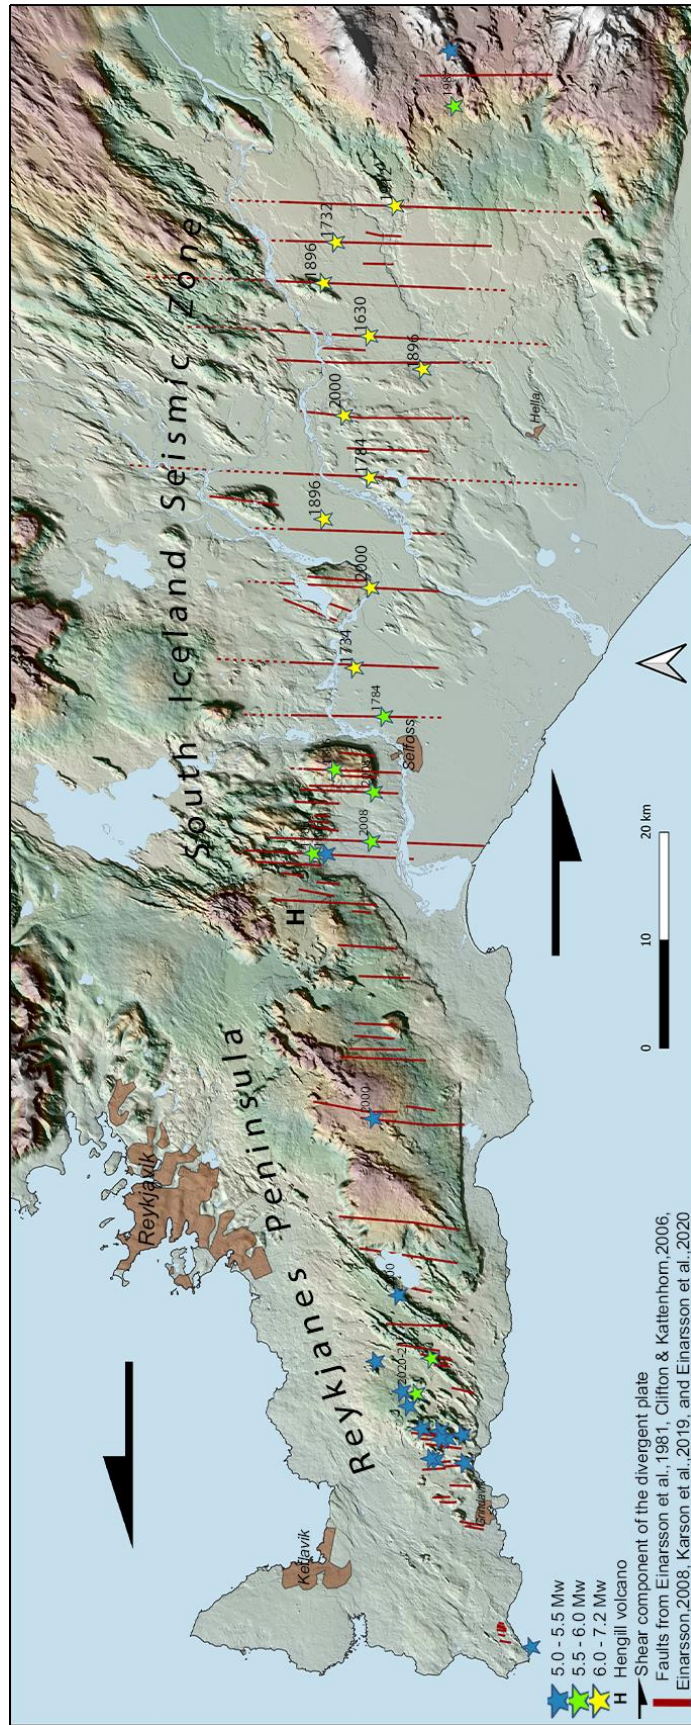 South Iceland Seismic Zone
Reykjanes peninsula
Reykjavik
Keflavik
Grindavik
Selfoss
Hella
H
1732
1896
1630
1896
2000
1784
1896
2000
1734
1784
2008
2000
2000
2020-21
5.0 - 5.5 Mw
5.5 - 6.0 Mw
6.0 - 7.2 Mw
H Hengill volcano
Shear component of the divergent plate
Faults from Einarsson et al.,1981, Clifton & Kattenhorn,2006,
Einarsson,2008, Karson et al.,2019, and Einarsson et al.,2020
0 10 20 km